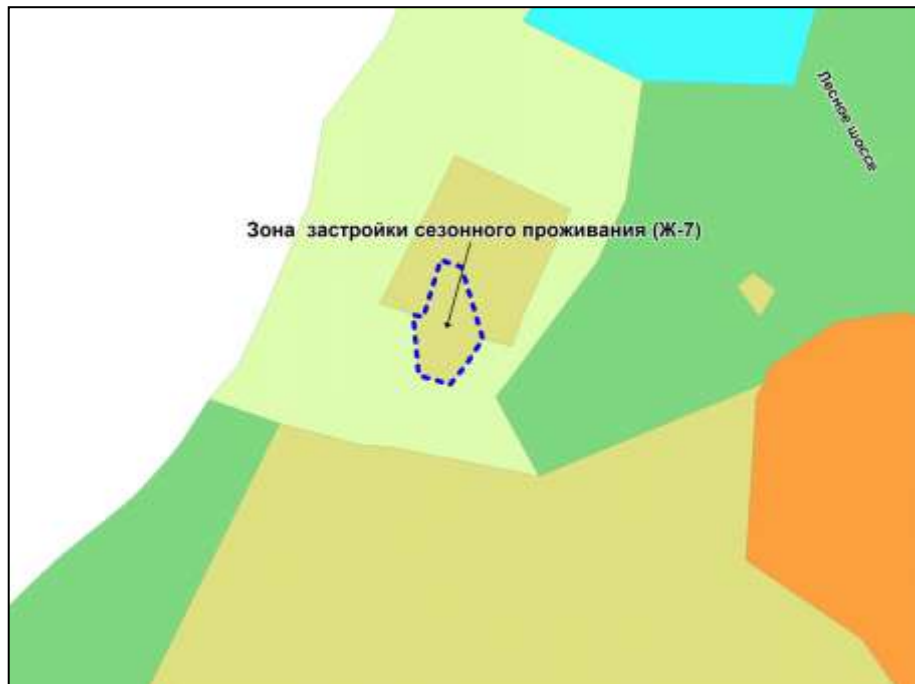 Лесное шоссе
Зона застройки сезонного проживания (Ж-7)